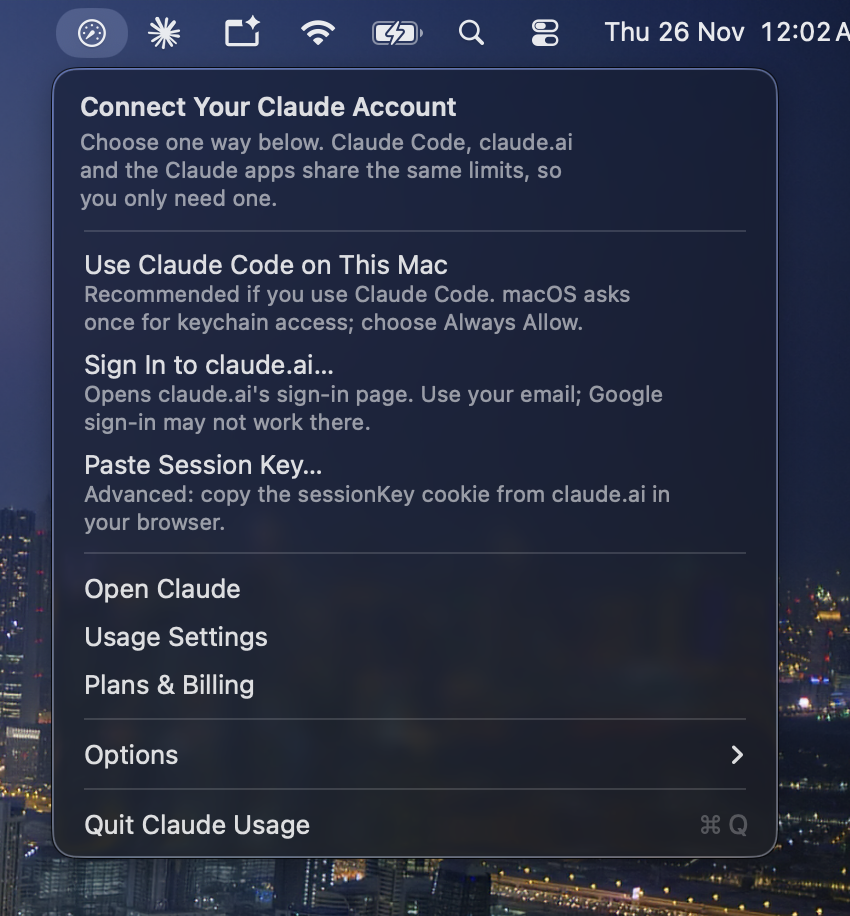 Thu 26 Nov 12:02 A
Connect Your Claude Account
Choose one way below. Claude Code, claude.ai
and the Claude apps share the same limits, so
you only need one.
Use Claude Code on This Mac
Recommended if you use Claude Code. macOS asks
once for keychain access; choose Always Allow.
Sign In to claude.ai...
Opens claude.ai's sign-in page. Use your email; Google
sign-in may not work there.
Paste Session Key...
Advanced: copy the sessionKey cookie from claude.ai in
your browser.
Open Claude
Usage Settings
Plans & Billing
Options
Quit Claude Usage ⌘ Q